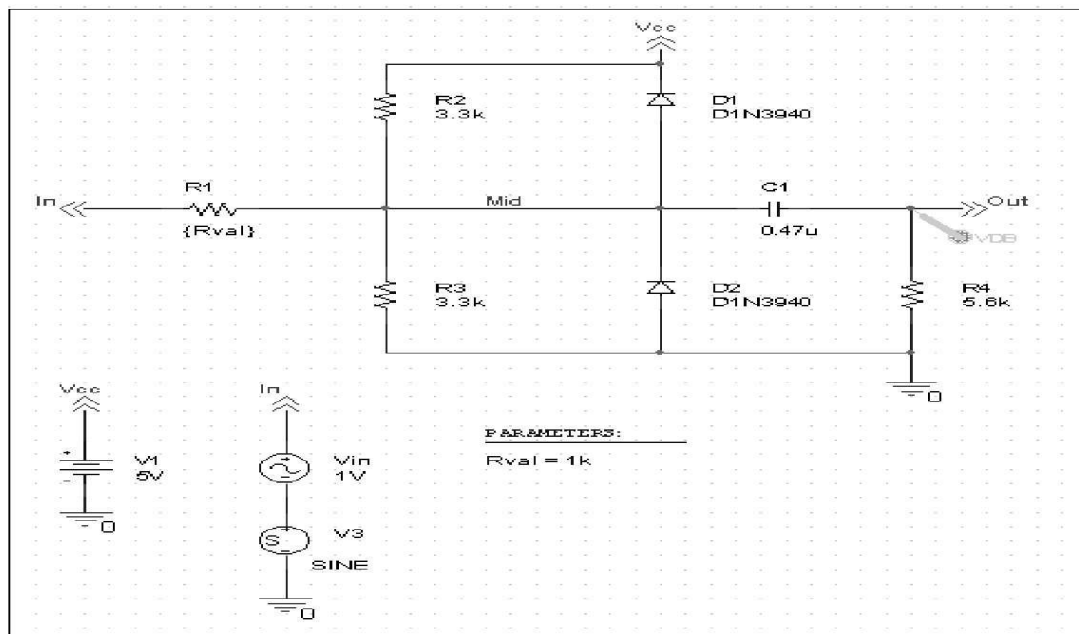 Vcc
R2
3.3k
D1
D1N3940
In
R1
{Rval}
Mid
C1
0.47u
Out
VDB
R3
3.3k
D2
D1N3940
R4
5.6k
0
Vcc
V1
5V
0
In
Vin
1V
V3
S
SINE
0
PARAMETERS:
Rval = 1k